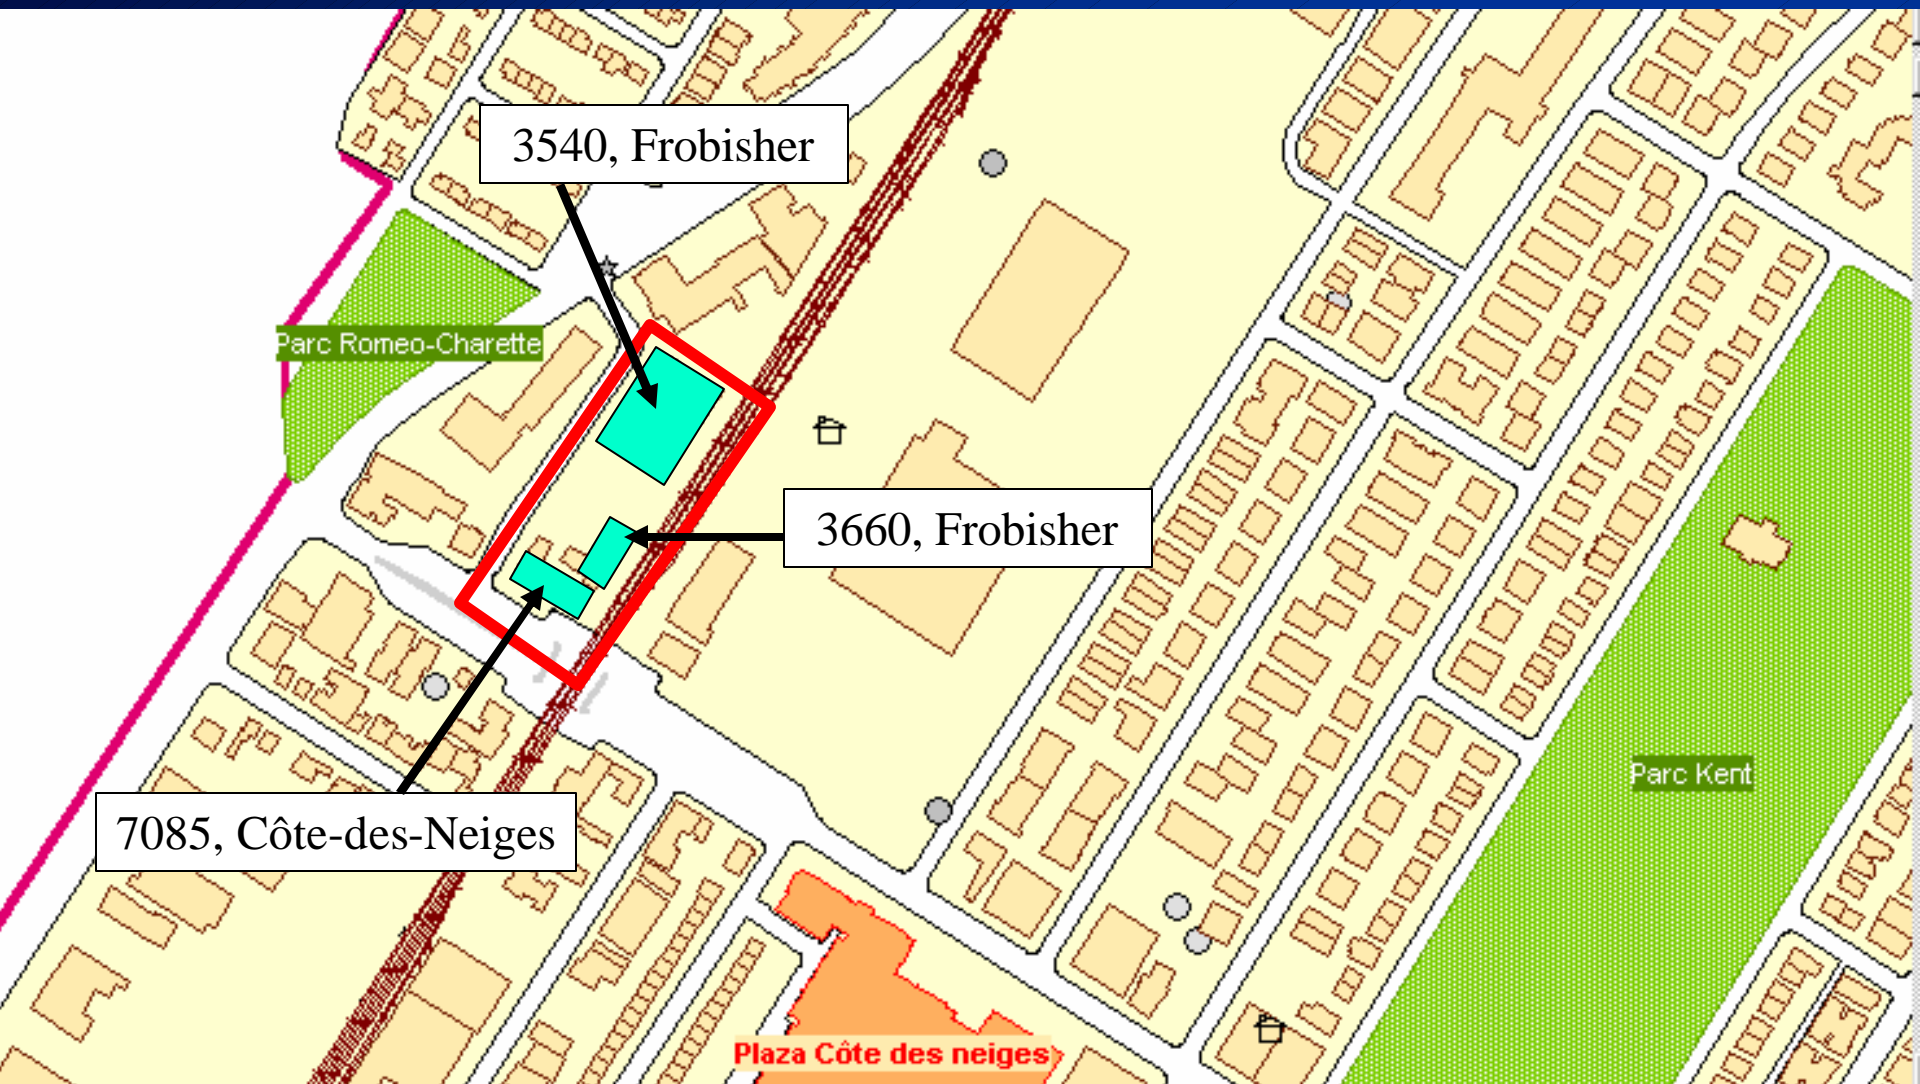 3540, Frobisher
Parc Romeo-Charette
3660, Frobisher
Parc Kent
7085, Côte-des-Neiges
Plaza Côte des neiges